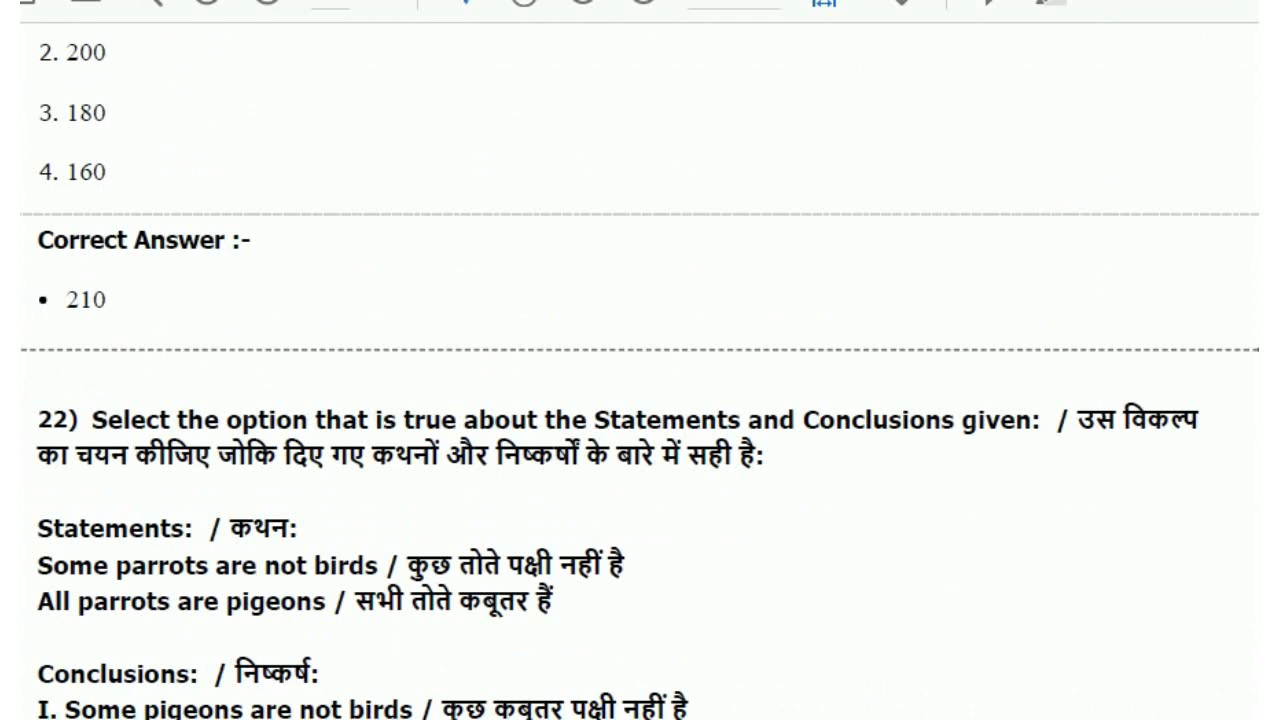 2. 200
3. 180
4. 160
Correct Answer :-
• 210
22) Select the option that is true about the Statements and Conclusions given: / उस विकल्प
का चयन कीजिए जोकि दिए गए कथनों और निष्कर्षों के बारे में सही है:
Statements: / कथन:
Some parrots are not birds / कुछ तोते पक्षी नहीं है
All parrots are pigeons / सभी तोते कबूतर हैं
Conclusions: / निष्कर्ष:
I. Some pigeons are not birds / कुछ कबूतर पक्षी नहीं है